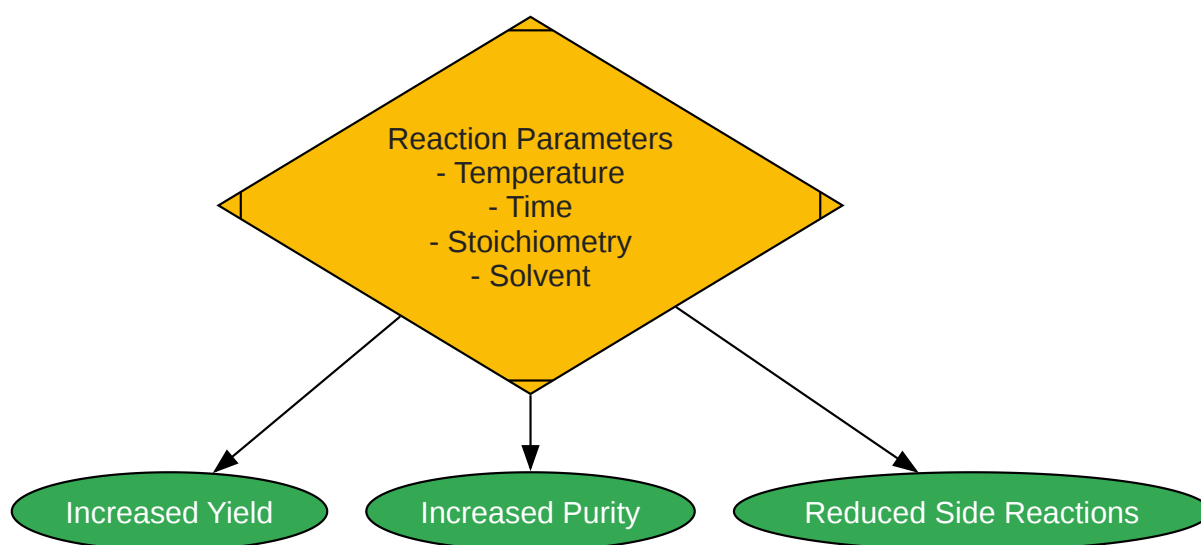 Reaction Parameters
- Temperature
- Time
- Stoichiometry
- Solvent
Increased Yield
Increased Purity
Reduced Side Reactions